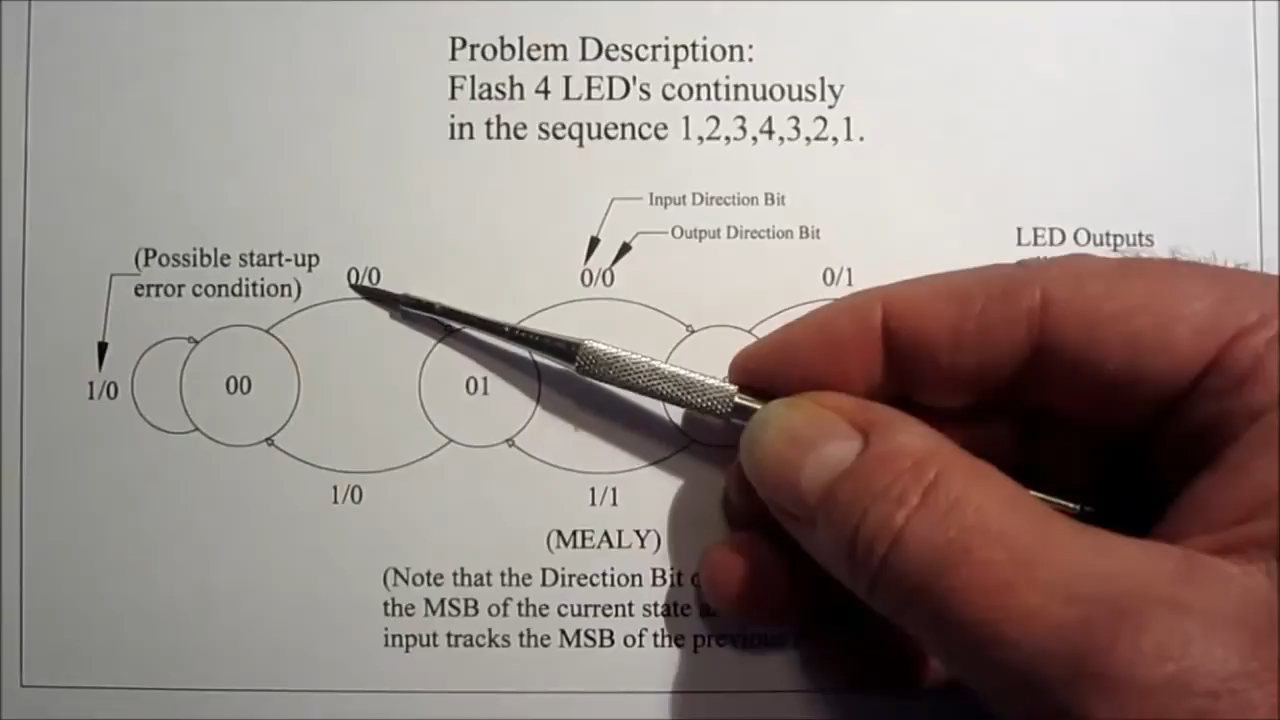 Problem Description:
Flash 4 LED's continuously
in the sequence 1,2,3,4,3,2,1.
Input Direction Bit
Output Direction Bit
LED Outputs
(Possible start-up
error condition)
0/0
0/0
0/1
1/0
00
01
1/0
1/1
(MEALY)
(Note that the Direction Bit
the MSB of the current state
input tracks the MSB of the previous